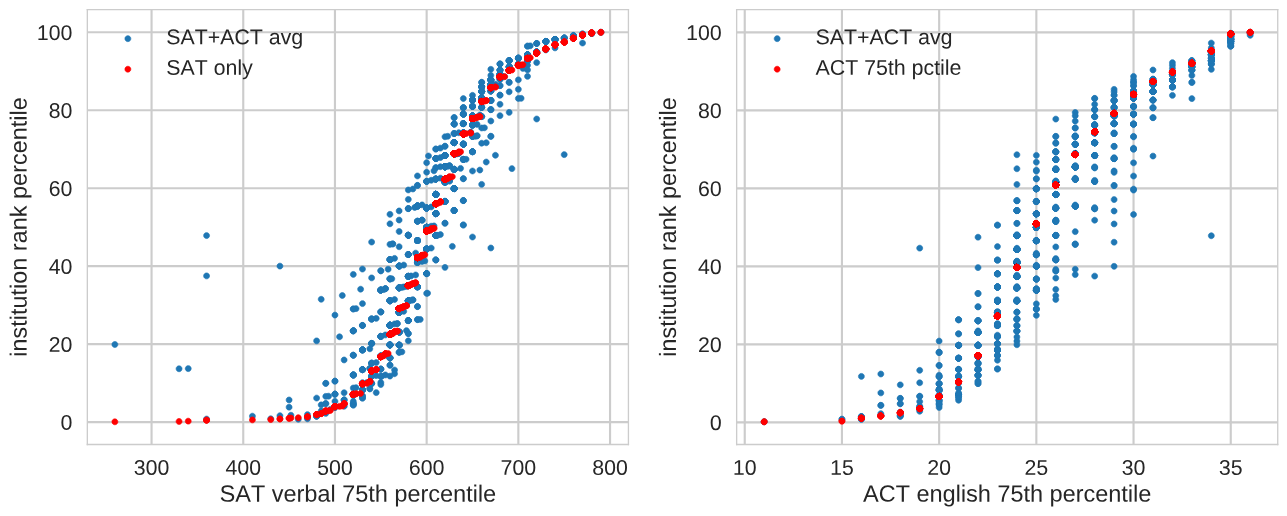 institution rank percentile
100
80
60
40
20
0
SAT+ACT avg
SAT only
300 400 500 600 700 800
SAT verbal 75th percentile
institution rank percentile
100
80
60
40
20
0
SAT+ACT avg
ACT 75th pctile
10 15 20 25 30 35
ACT english 75th percentile